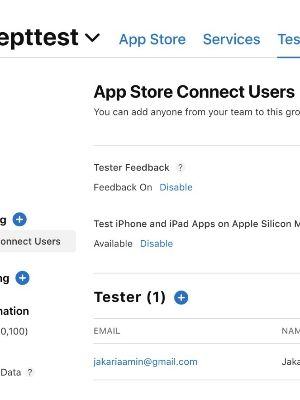 epttest
App Store Services Tes
App Store Connect Users
You can add anyone from your team to this gro
Tester Feedback ?
Feedback On Disable
g
Test iPhone and iPad Apps on Apple Silicon M
onnect Users
Available Disable
ng
Tester (1)
mation
0,100)
EMAIL NAM
jakariaamin@gmail.com Jaka
Data ?